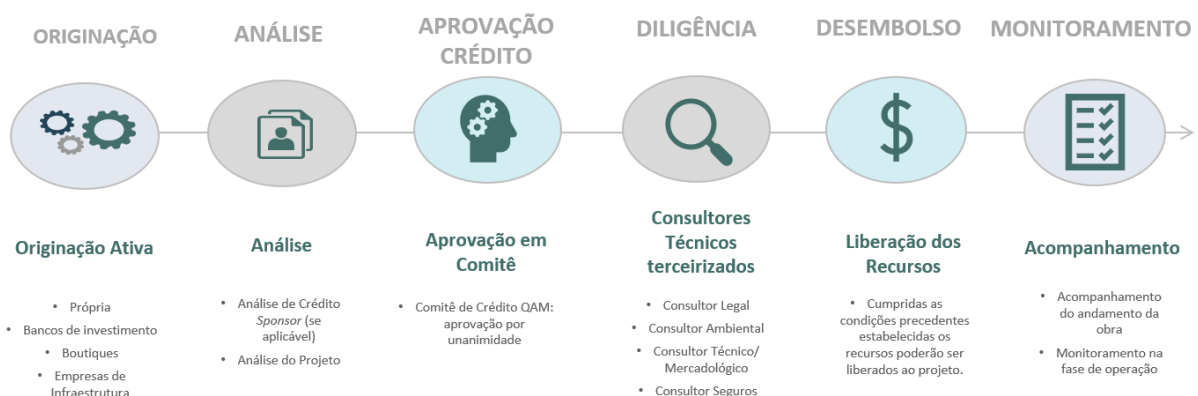 ORIGINAÇÃO
ANÁLISE
APROVAÇÃO
CRÉDITO
DILIGÊNCIA
DESEMBOLSO
MONITORAMENTO
Originação Ativa
• Própria
• Bancos de investimento
• Boutiques
• Empresas de
Infraestrutura
Análise
• Análise de Crédito
Sponsor (se
aplicável)
• Análise do Projeto
Aprovação em
Comitê
• Comitê de Crédito QAM:
aprovação por
unanimidade
Consultores
Técnicos
terceirizados
• Consultor Legal
• Consultor Ambiental
• Consultor Técnico/
Mercadológico
• Consultor Seguros
Liberação dos
Recursos
• Cumpridas as
condições precedentes
estabelecidas os
recursos poderão ser
liberados ao projeto.
Acompanhamento
• Acompanhamento
do andamento da
obra
• Monitoramento na
fase de operação